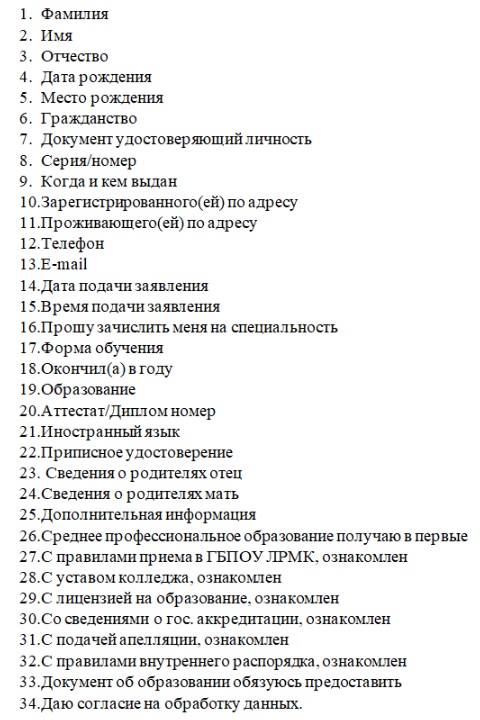 1. Фамилия
2. Имя
3. Отчество
4. Дата рождения
5. Место рождения
6. Гражданство
7. Документ удостоверяющий личность
8. Серия/номер
9. Когда и кем выдан
10.Зарегистрированного(ей) по адресу
11.Проживающего(ей) по адресу
12.Телефон
13.E-mail
14.Дата подачи заявления
15.Время подачи заявления
16.Прошу зачислить меня на специальность
17.Форма обучения
18.Окончил(а) в году
19.Образование
20.Аттестат/Диплом номер
21.Иностранный язык
22.Приписное удостоверение
23. Сведения о родителях отец
24.Сведения о родителях мать
25.Дополнительная информация
26.Среднее профессиональное образование получаю в первые
27.С правилами приема в ГБПОУ ЛРМК, ознакомлен
28.С уставом колледжа, ознакомлен
29.С лицензией на образование, ознакомлен
30.Со сведениями о гос. аккредитации, ознакомлен
31.С подачей апелляции, ознакомлен
32.С правилами внутреннего распорядка, ознакомлен
33.Документ об образовании обязуюсь предоставить
34.Даю согласие на обработку данных.